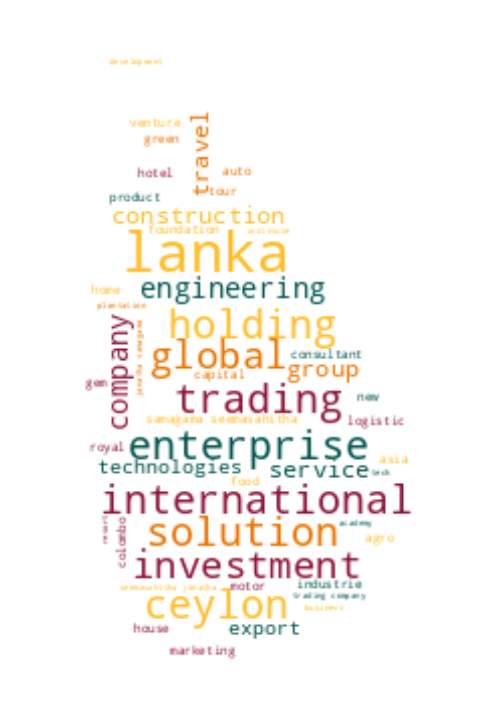 development
venture
green
travel
hotel
auto
tour
product
construction
foundation
institute
lanka
engineering
home
plantation
holding
company
janatha samagama
global
consultant
capital
group
gem
trading
new
samagama seemasahitha
logistic
enterprise
royal
technologies
service
asia
tech
food
international
resort
colombo
solution
academy
agro
investment
seemasahitha janatha
motor
industrie
trading company
ceylon
business
house
export
marketing